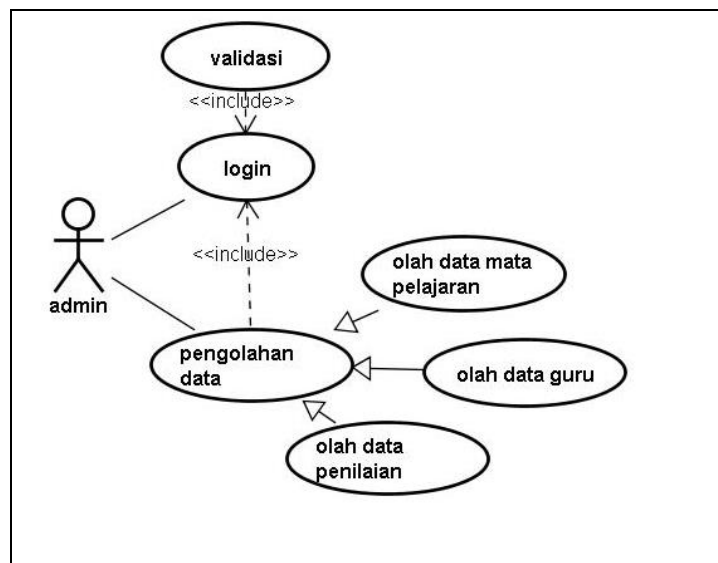 validasi
<<include>>
login
<<include>>
admin
olah data mata
pelajaran
pengolahan
data
olah data guru
olah data
penilaian